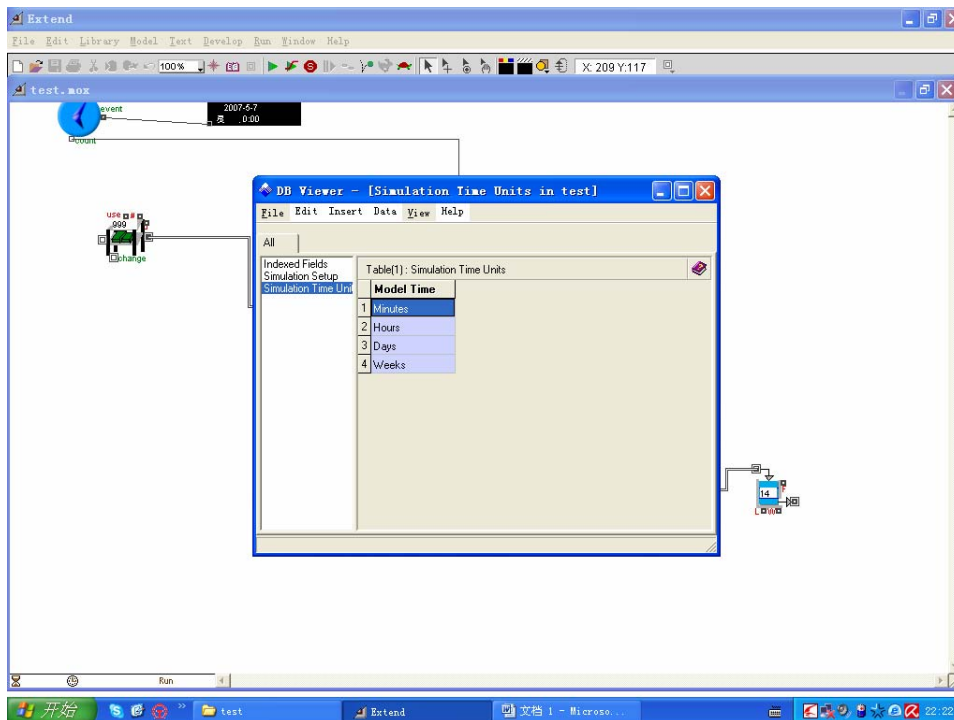 Extend
File Edit Library Model Text Develop Run Window Help
100% X: 209 Y:117
test.mox
event
2007-5-7
.0:00
count
use #
999
change
DB Viewer - [Simulation Time Units in test]
File Edit Insert Data View Help
All
Indexed Fields
Simulation Setup
Simulation Time Uni
Table(1) : Simulation Time Units
Model Time
1 Minutes
2 Hours
3 Days
4 Weeks
14
F
L W
Run
开始 test Extend 文档 1 - Microso... 22:22